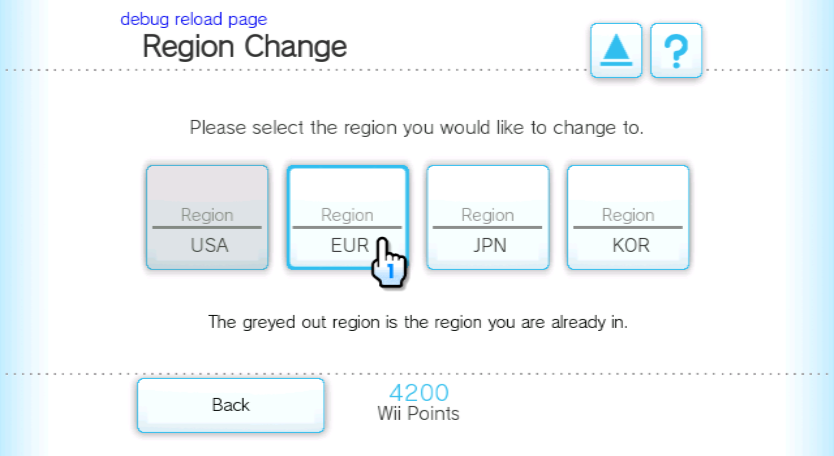 debug reload page
Region Change
?
Please select the region you would like to change to.
Region Region Region Region
USA EUR JPN KOR
1
The greyed out region is the region you are already in.
Back
4200
Wii Points